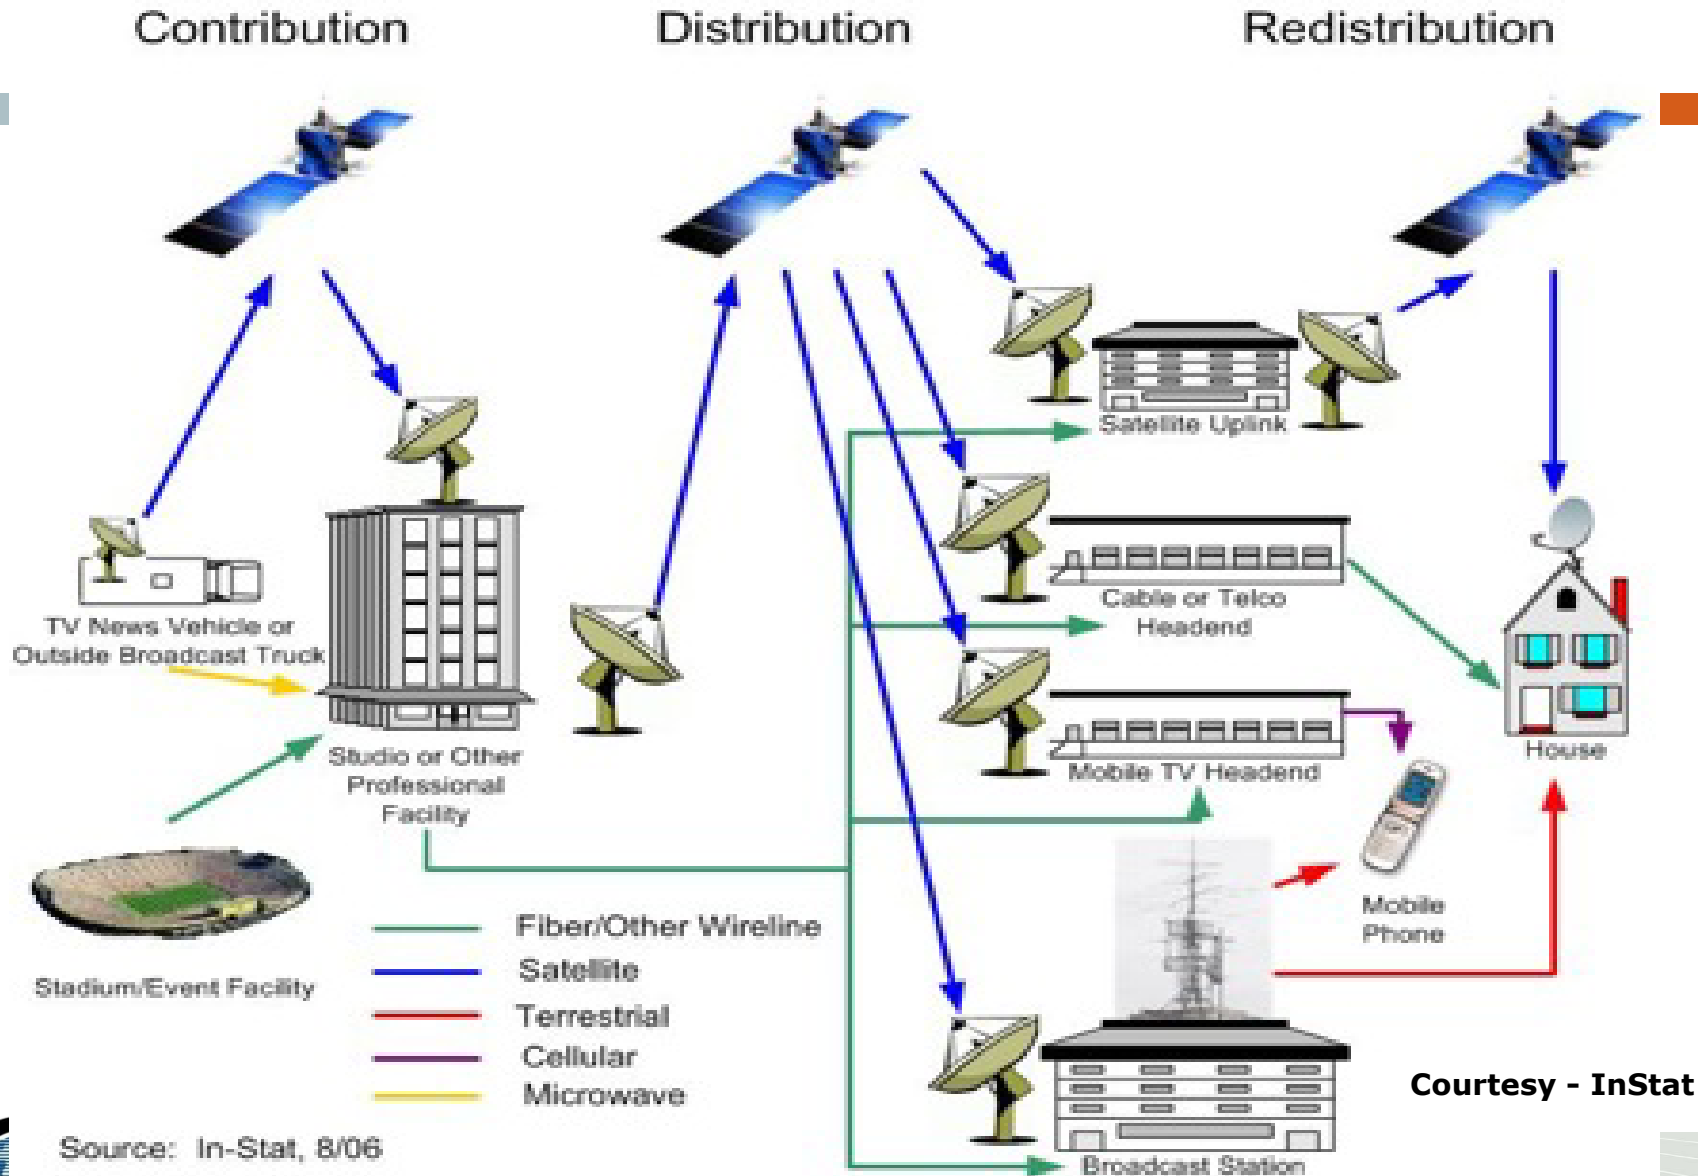 Contribution
Distribution
Redistribution
Satellite Uplink
TV News Vehicle or
Outside Broadcast Truck
Cable or Telco
Headend
Studio or Other
Professional
Facility
Mobile TV Headend
House
Stadium/Event Facility
Mobile
Phone
Fiber/Other Wireline
Satellite
Terrestrial
Cellular
Microwave
Courtesy - InStat
Source: In-Stat, 8/06
Broadcast Station